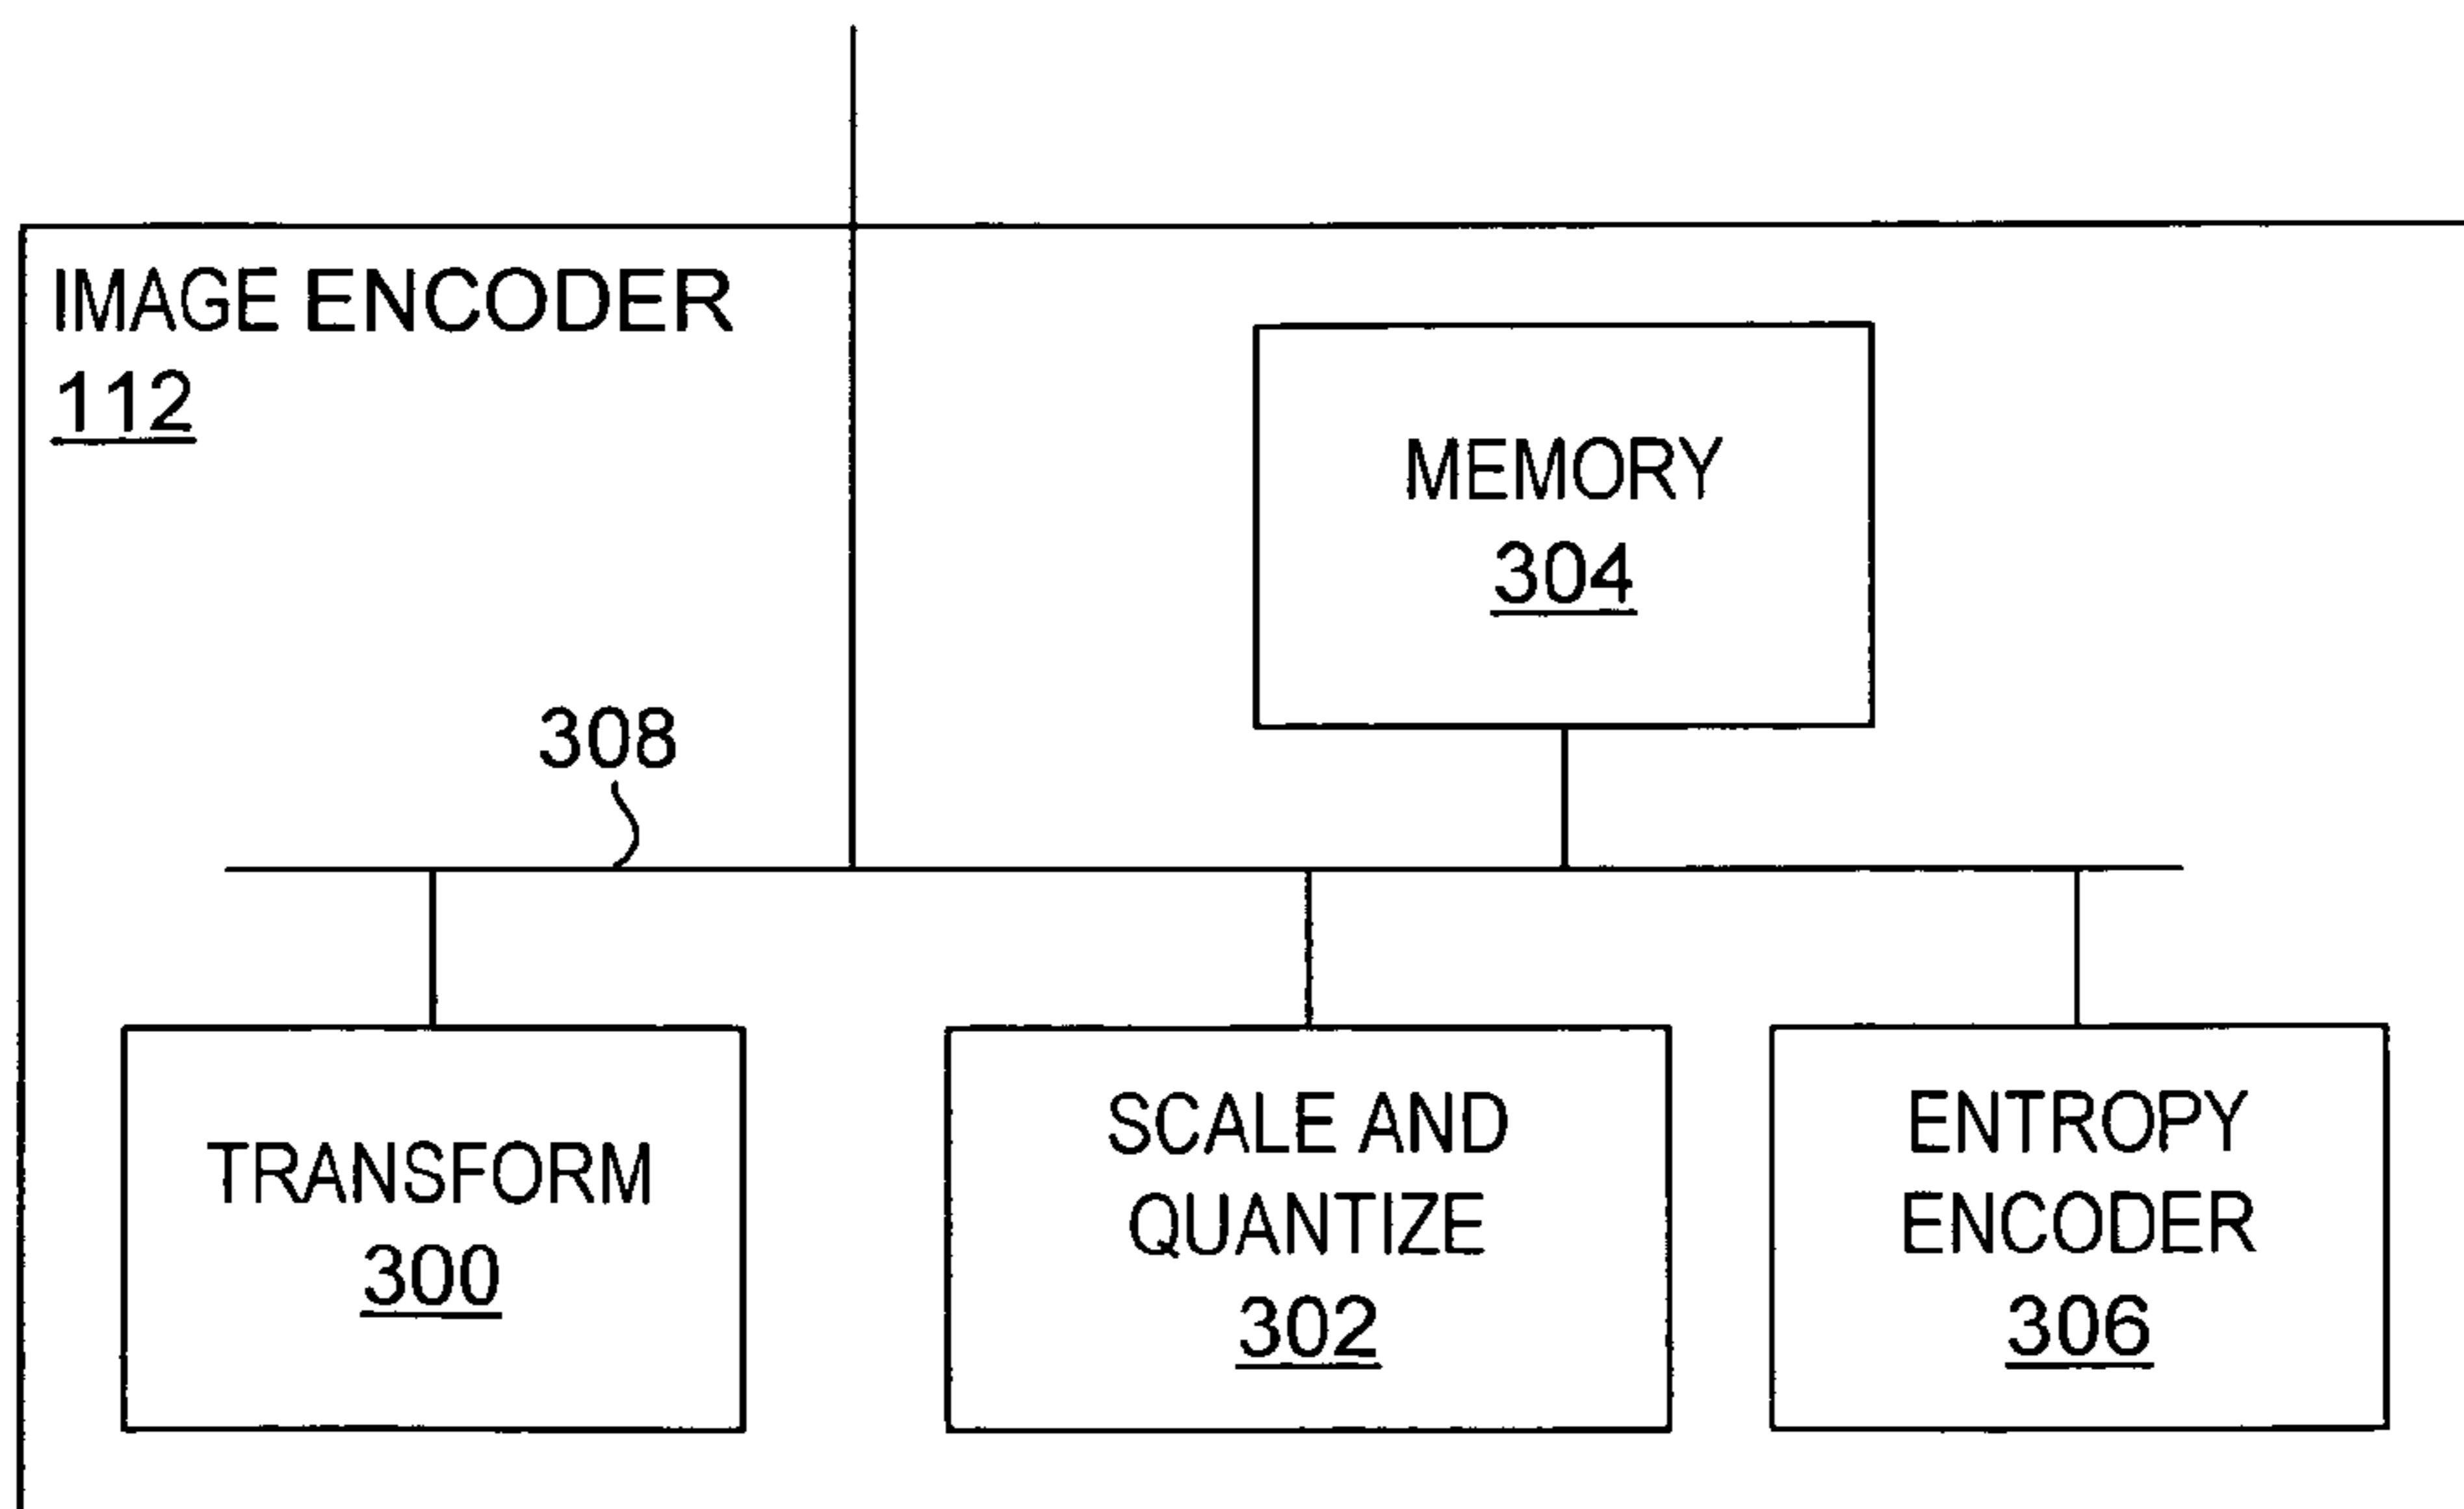 IMAGE ENCODER
112
MEMORY
304
308
TRANSFORM
300
SCALE AND
QUANTIZE
302
ENTROPY
ENCODER
306